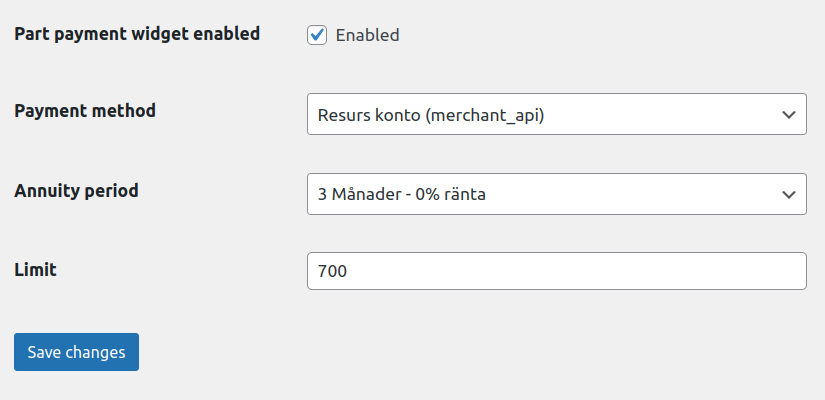 Part payment widget enabled
Enabled
Payment method
Resurs konto (merchant_api)
Annuity period
3 Månader - 0% ränta
Limit
700
Save changes